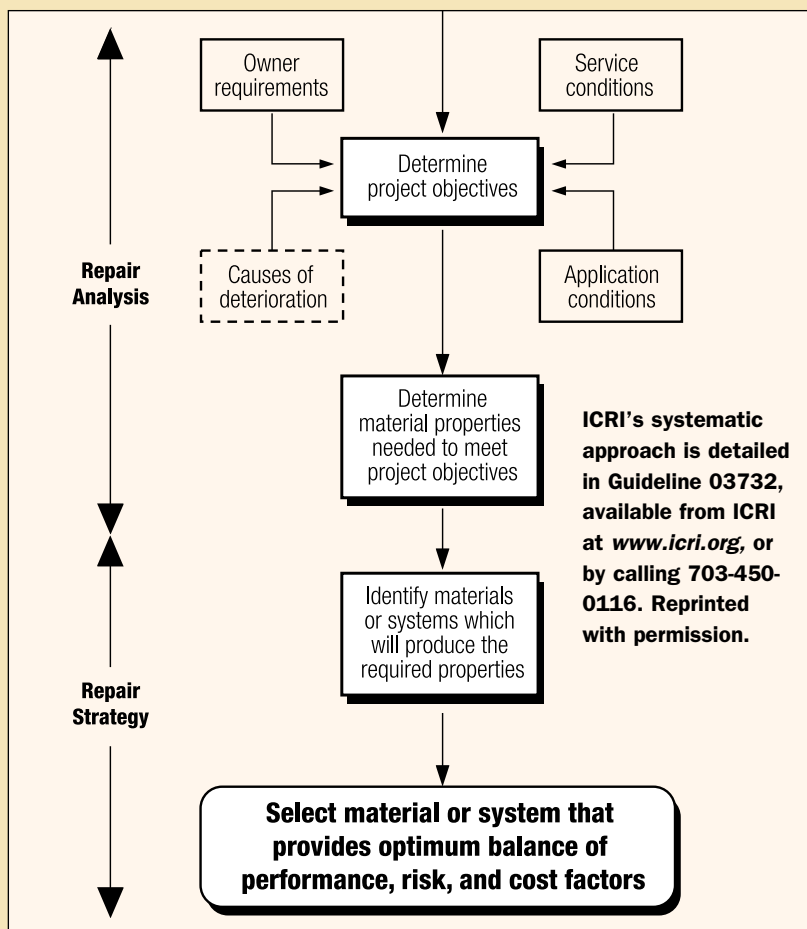 Owner
requirements
Service
conditions
Determine
project objectives
Causes of
deterioration
Application
conditions
Repair
Analysis
Determine
material properties
needed to meet
project objectives
ICRI's systematic
approach is detailed
in Guideline 03732,
available from ICRI
at www.icri.org, or
by calling 703-450-
0116. Reprinted
with permission.
Identify materials
or systems which
will produce the
required properties
Repair
Strategy
Select material or system that
provides optimum balance of
performance, risk, and cost factors